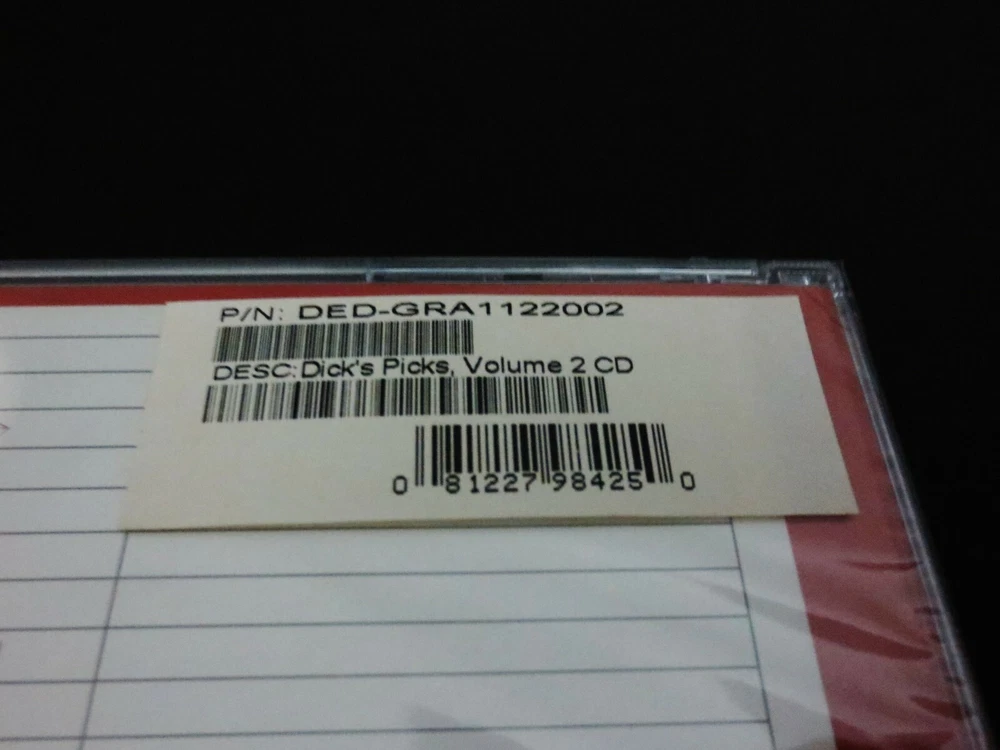 P/N: DED-GRA1122002
DESC: Dick's Picks, Volume 2 CD
0 81227 98425 0